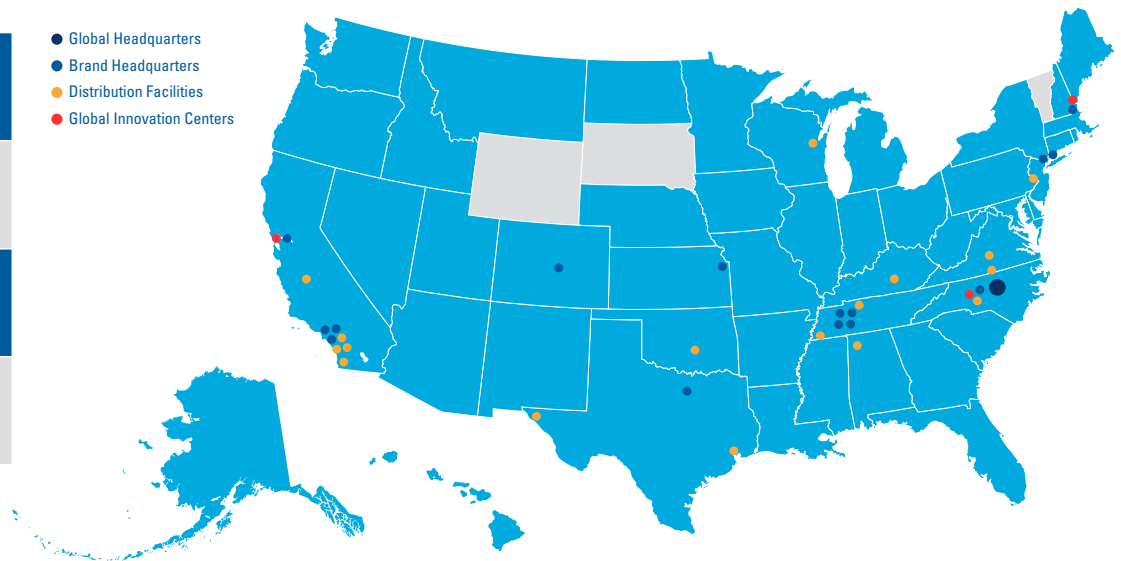 Global Headquarters
Brand Headquarters
Distribution Facilities
Global Innovation Centers